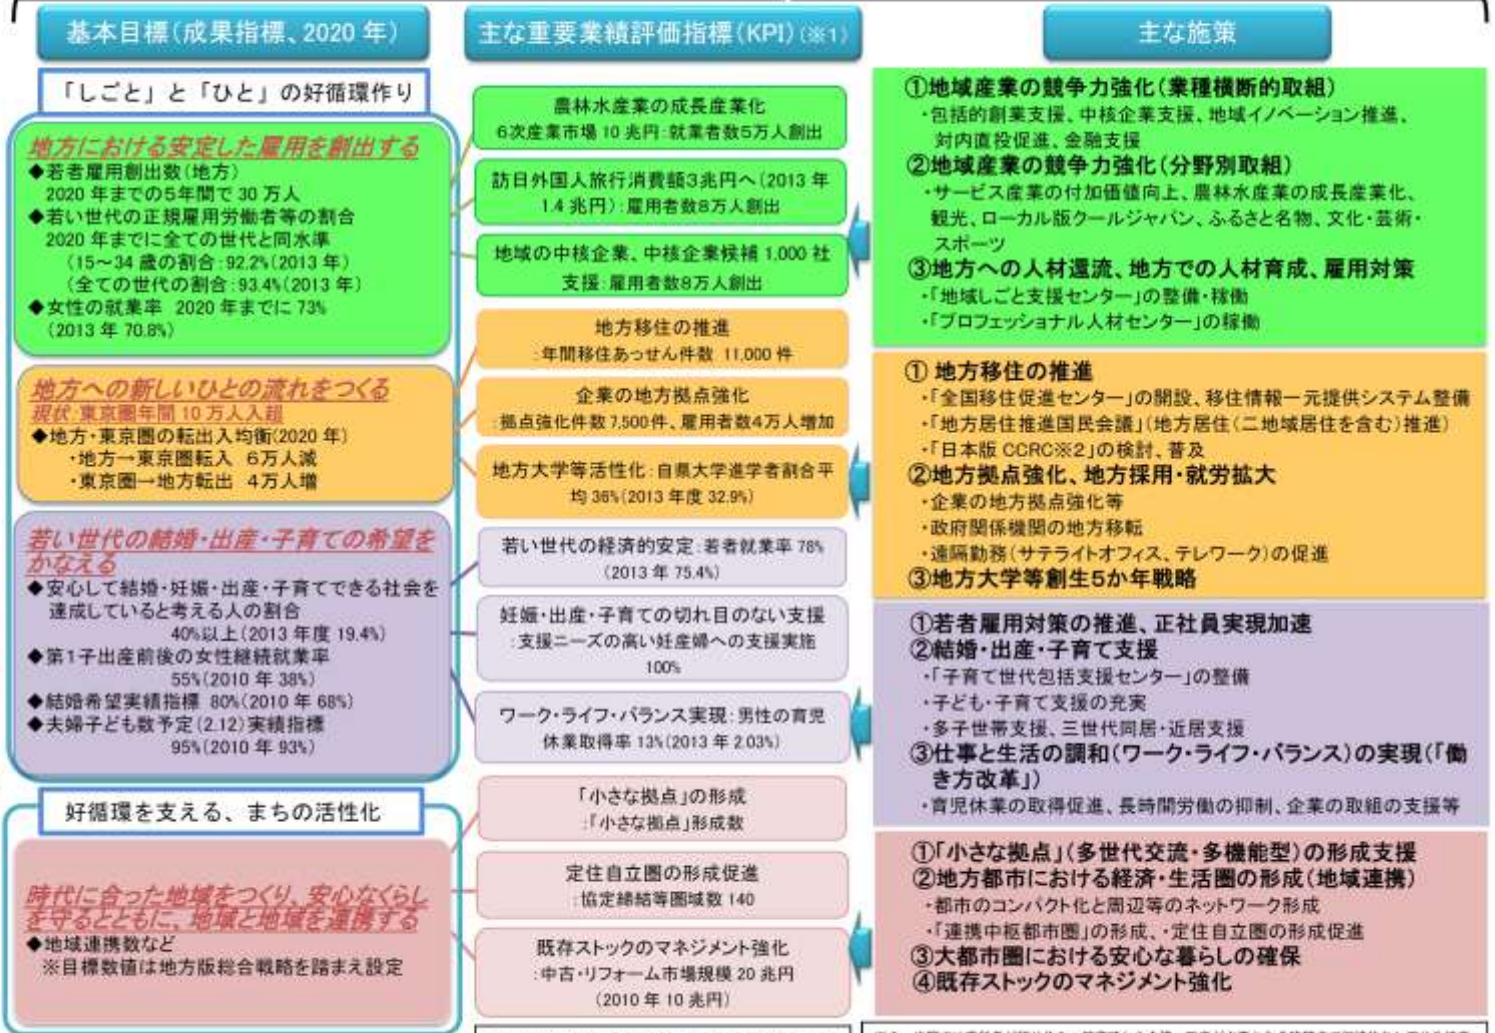 基本目標(成果指標、2020 年)
「しごと」と「ひと」の好循環作り
地方における安定した雇用を創出する
◆若者雇用創出数(地方)
2020 年までの5年間で 30 万人
◆若い世代の正規雇用労働者等の割合
2020 年までに全ての世代と同水準
(15～34 歳の割合:92.2%(2013 年)
(全ての世代の割合:93.4%(2013 年)
◆女性の就業率 2020 年までに 73%
(2013 年 70.8%)
地方への新しいひとの流れをつくる
現状:東京圏年間 10 万人入超
◆地方・東京圏の転出入均衡(2020 年)
・地方→東京圏転入 6万人減
・東京圏→地方転出 4万人増
若い世代の結婚・出産・子育ての希望を
かなえる
◆安心して結婚・妊娠・出産・子育てできる社会を
達成していると考える人の割合
40%以上(2013 年度 19.4%)
◆第1子出産前後の女性継続就業率
55%(2010 年 38%)
◆結婚希望実績指標 80%(2010 年 68%)
◆夫婦子ども数予定(2.12)実績指標
95%(2010 年 93%)
好循環を支える、まちの活性化
時代に合った地域をつくり、安心なくらし
を守るとともに、地域と地域を連携する
◆地域連携数など
※目標数値は地方版総合戦略を踏まえ設定
主な重要業績評価指標(KPI)(※1)
農林水産業の成長産業化
6次産業市場 10 兆円:就業者数5万人創出
訪日外国人旅行消費額3兆円へ(2013 年
1.4 兆円):雇用者数8万人創出
地域の中核企業、中核企業候補 1,000 社
支援:雇用者数8万人創出
地方移住の推進
:年間移住あっせん件数 11,000 件
企業の地方拠点強化
:拠点強化件数 7,500件、雇用者数4万人増加
地方大学等活性化:自県大学進学者割合平
均 36%(2013 年度 32.9%)
若い世代の経済的安定:若者就業率 78%
(2013 年 75.4%)
妊娠・出産・子育ての切れ目のない支援
:支援ニーズの高い妊産婦への支援実施
100%
ワーク・ライフ・バランス実現:男性の育児
休業取得率 13%(2013 年 2.03%)
「小さな拠点」の形成
:「小さな拠点」形成数
定住自立圏の形成促進
:協定締結等圏域数 140
既存ストックのマネジメント強化
:中古・リフォーム市場規模 20 兆円
(2010 年 10 兆円)
主な施策
①地域産業の競争力強化(業種横断的取組)
・包括的創業支援、中核企業支援、地域イノベーション推進、
対内直投促進、金融支援
②地域産業の競争力強化(分野別取組)
・サービス産業の付加価値向上、農林水産業の成長産業化、
観光、ローカル版クールジャパン、ふるさと名物、文化・芸術・
スポーツ
③地方への人材還流、地方での人材育成、雇用対策
・「地域しごと支援センター」の整備・稼働
・「プロフェッショナル人材センター」の稼働
① 地方移住の推進
・「全国移住促進センター」の開設、移住情報一元提供システム整備
・「地方居住推進国民会議」(地方居住(二地域居住を含む)推進)
・「日本版 CCRC※2」の検討、普及
②地方拠点強化、地方採用・就労拡大
・企業の地方拠点強化等
・政府関係機関の地方移転
・遠隔勤務(サテライトオフィス、テレワーク)の促進
③地方大学等創生5か年戦略
①若者雇用対策の推進、正社員実現加速
②結婚・出産・子育て支援
・「子育て世代包括支援センター」の整備
・子ども・子育て支援の充実
・多子世帯支援、三世代同居・近居支援
③仕事と生活の調和(ワーク・ライフ・バランス)の実現(「働
き方改革」)
・育児休業の取得促進、長時間労働の抑制、企業の取組の支援等
①「小さな拠点」(多世代交流・多機能型)の形成支援
②地方都市における経済・生活圏の形成(地域連携)
・都市のコンパクト化と周辺等のネットワーク形成
・「連携中枢都市圏」の形成、・定住自立圏の形成促進
③大都市圏における安心な暮らしの確保
④既存ストックのマネジメント強化